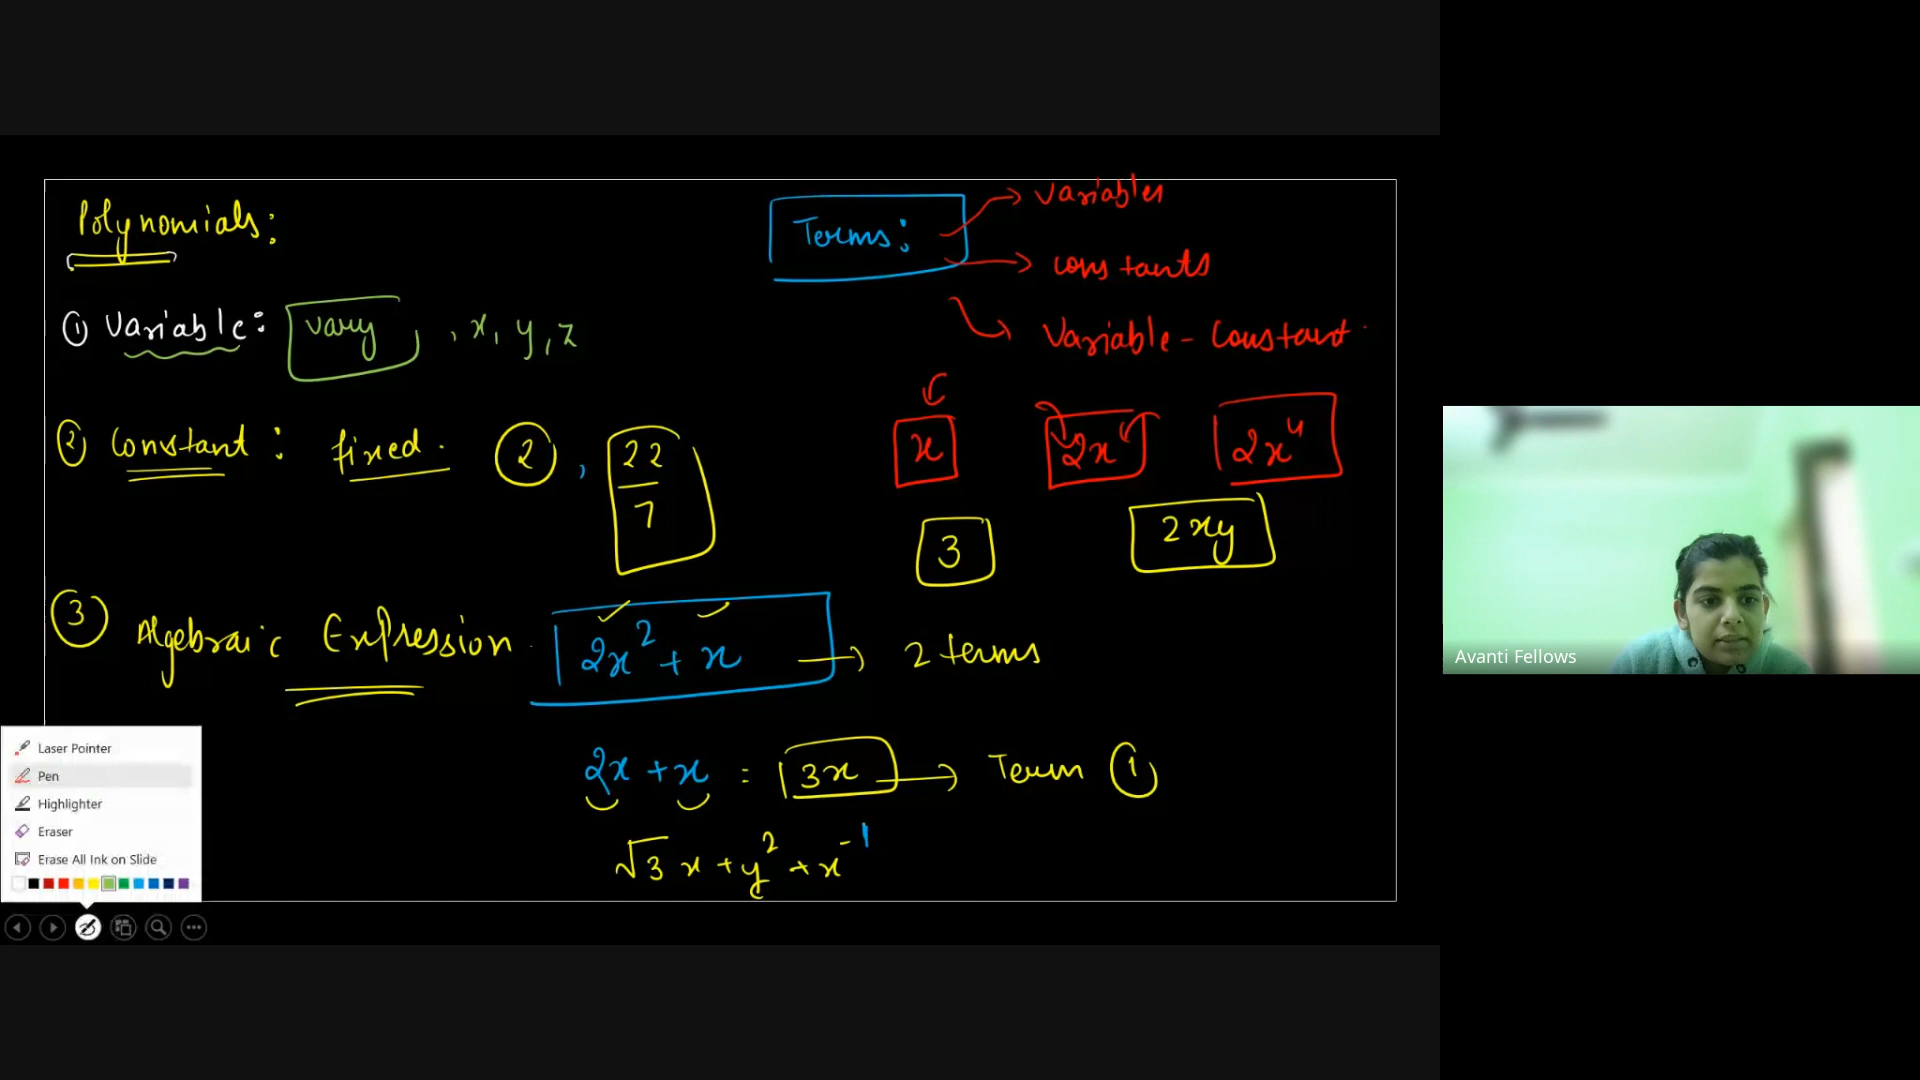 Polynomials:
① Variable: vary , x, y, z
② Constant: fixed. 2 , 22/7
③ Algebraic Expression. 2x² + x → 2 terms
2x + x = 3x → Term ①
√3 x + y² + x⁻¹
Terms: → Variables
→ constants
→ Variable - Constant.
x 2x 2x⁴
3 2xy
Laser Pointer
Pen
Highlighter
Eraser
Erase All Ink on Slide
Avanti Fellows